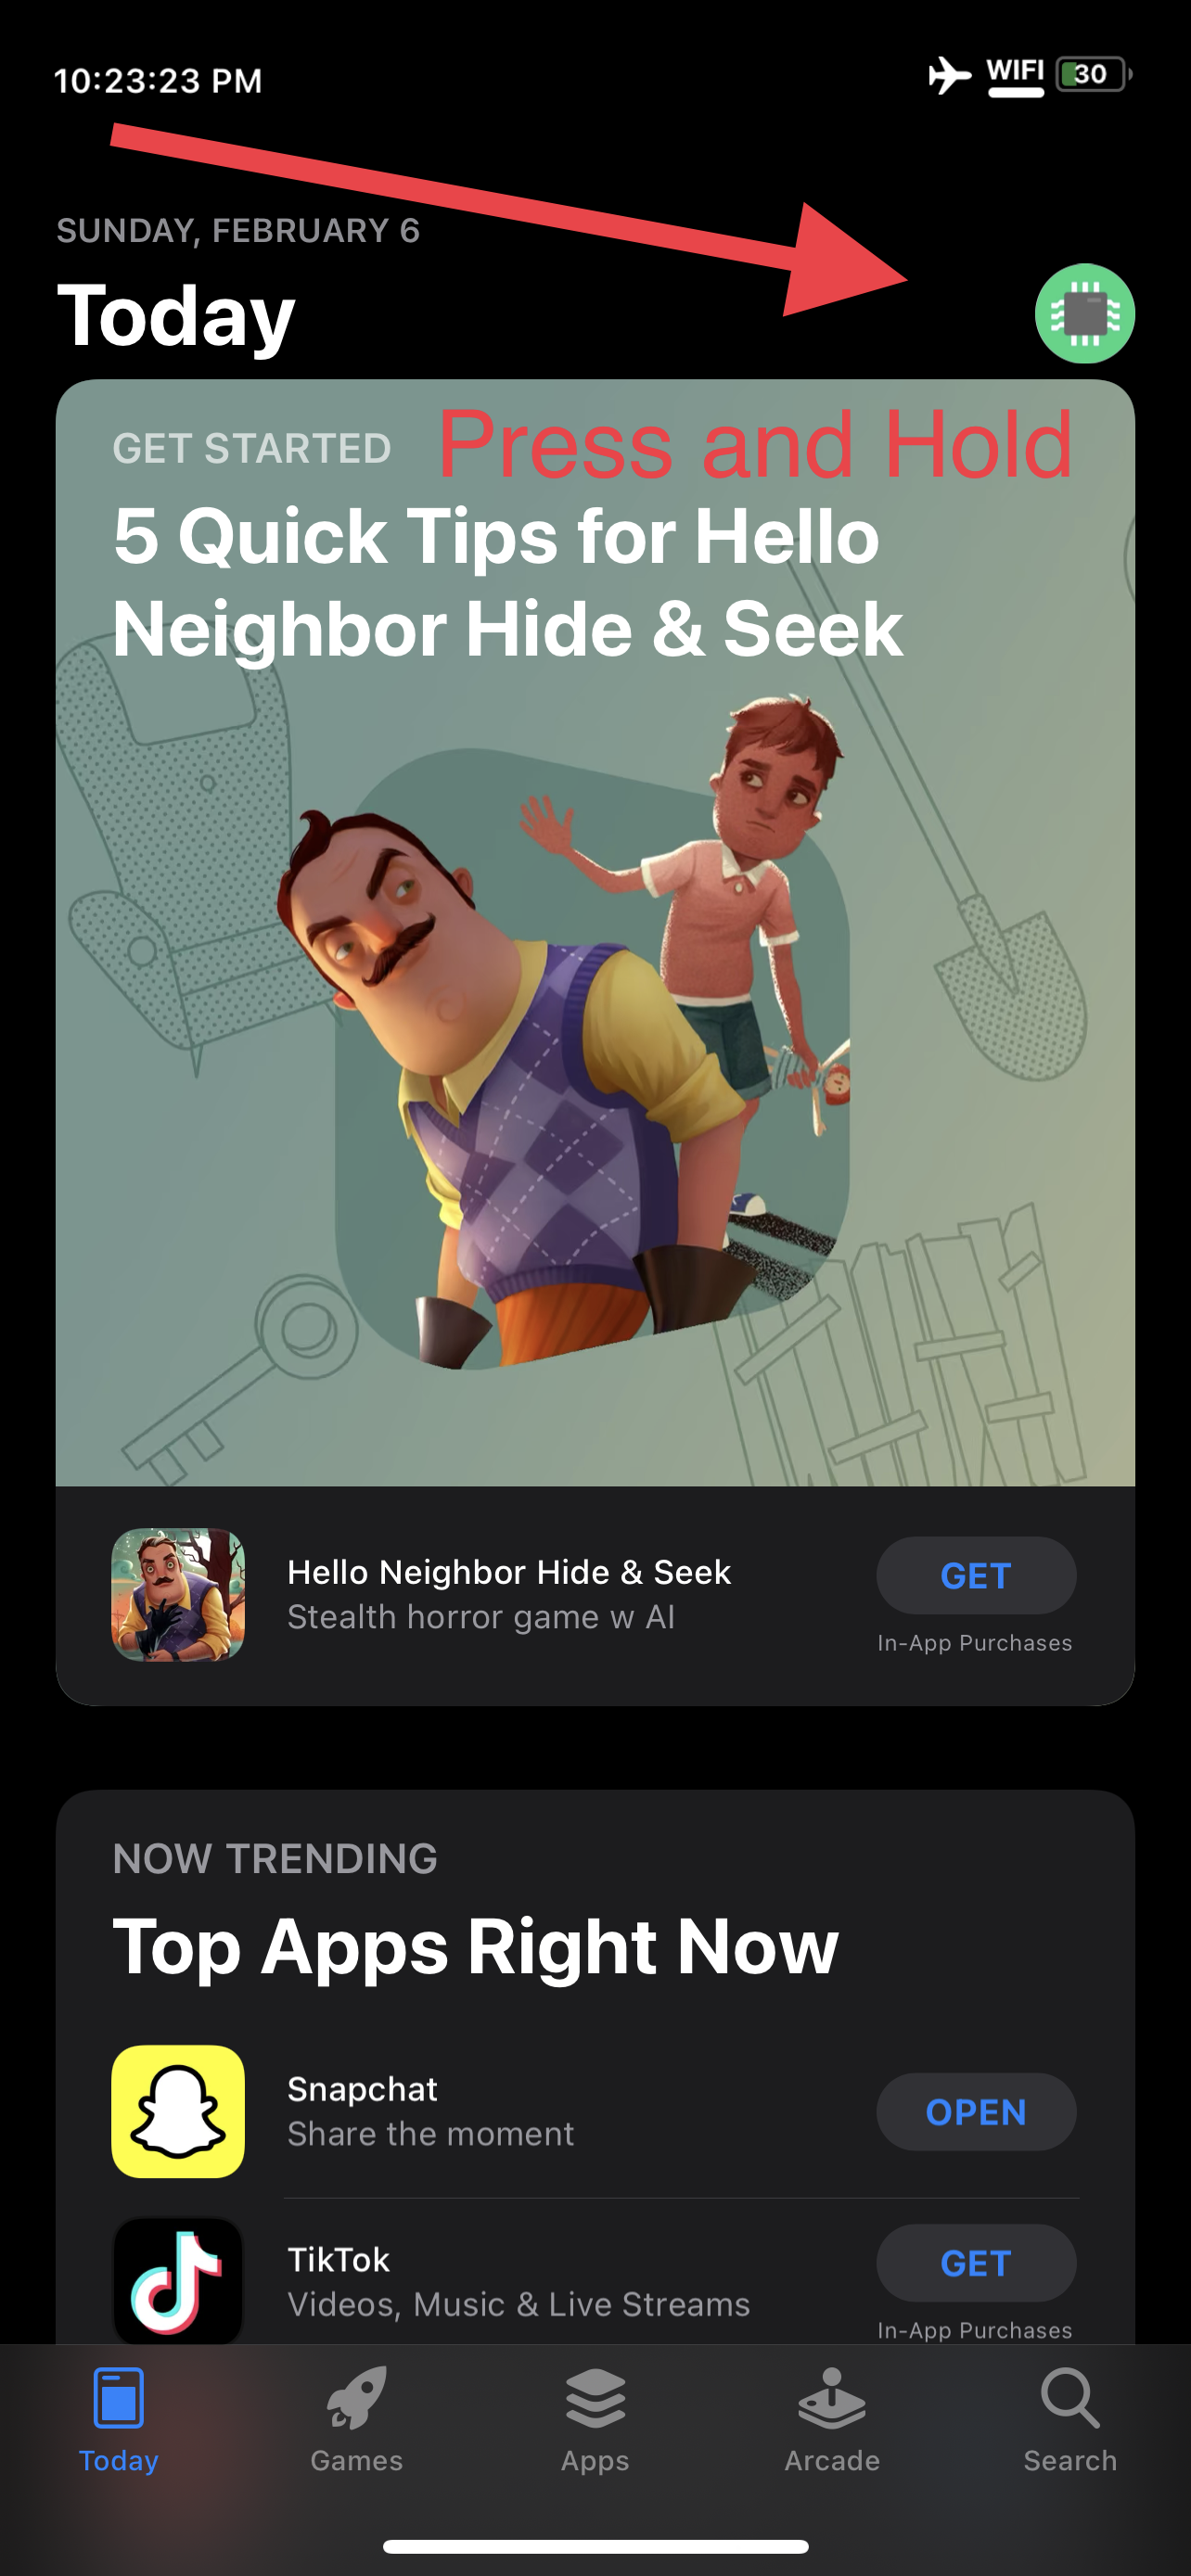 10:23:23 PM
WIFI
30
SUNDAY, FEBRUARY 6
Today
GET STARTED
Press and Hold
5 Quick Tips for Hello
Neighbor Hide & Seek
Hello Neighbor Hide & Seek
Stealth horror game w AI
GET
In-App Purchases
NOW TRENDING
Top Apps Right Now
Snapchat
Share the moment
OPEN
TikTok
Videos, Music & Live Streams
GET
In-App Purchases
Today
Games
Apps
Arcade
Search